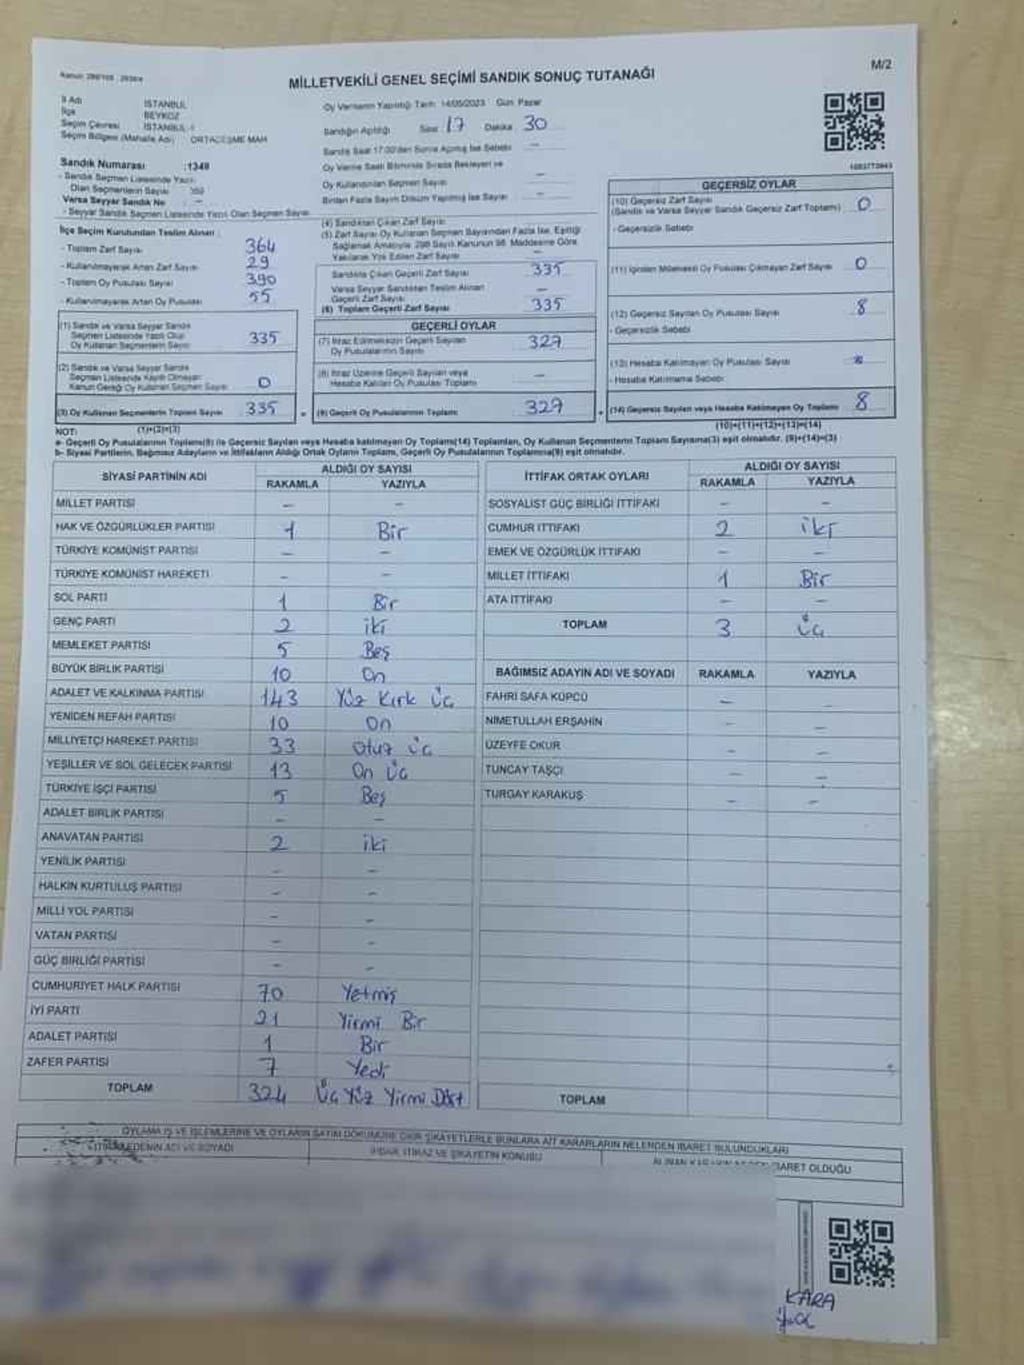 MİLLETVEKİLİ GENEL SEÇİMİ SANDIK SONUÇ TUTANAĞI
M/2
İli Adı İSTANBUL
İlçe BEYKOZ
Seçim Çevresi İSTANBUL-1
Seçim Bölgesi (Mahalle Adı) ORTAÇEŞME MAH
Sandık Numarası :1348
- Sandık Seçmen Listesinde Yazılı
Olan Seçmenlerin Sayısı
Varsa Seyyar Sandık No -
- Seyyar Sandık Seçmen Listesinde Yazılı Olan Seçmen Sayısı
Oy Vermenin Yapıldığı Tarih 14/05/2023 Gün Pazar
Sandığın Açıldığı Saat 17 Dakika 30
Sandık Saat 17:00'den Sonra Açılmış İse Sebebi -
Oy Verme Saati Bitiminde Sırada Bekleyen ve
Oy Kullandırılan Seçmen Sayısı -
Birden Fazla Sayım Döküm Yapılmış İse Sayısı -
İlçe Seçim Kurulundan Teslim Alınan
- Toplam Zarf Sayısı 364
- Kullanılmayarak Artan Zarf Sayısı 29
- Toplam Oy Pusulası Sayısı 390
- Kullanılmayarak Artan Oy Pusulası 55
(1) Sandık ve Varsa Seyyar Sandık
Seçmen Listesinde Yazılı Olup
Oy Kullanan Seçmenlerin Sayısı 335
(2) Sandık ve Varsa Seyyar Sandık
Seçmen Listesinde Kayıtlı Olmayan
Kanun Gereği Oy Kullanan Seçmen Sayısı 0
(3) Oy Kullanan Seçmenlerin Toplam Sayısı 335
(1)+(2)=(3)
(4) Sandıktan Çıkan Zarf Sayısı
(5) Zarf Sayısı Oy Kullanan Seçmen Sayısından Fazla İse, Eşitliği
Sağlamak Amacıyla 298 Sayılı Kanunun 98. Maddesine Göre
Yakılarak Yok Edilen Zarf Sayısı -
Sandıkta Çıkan Geçerli Zarf Sayısı 335
Varsa Seyyar Sandıktan Teslim Alınan
Geçerli Zarf Sayısı -
(6) Toplam Geçerli Zarf Sayısı 335
GEÇERLİ OYLAR
(7) İtiraz Edilmeksizin Geçerli Sayılan
Oy Pusulalarının Sayısı 327
(8) İtiraz Üzerine Geçerli Sayılan veya
Hesaba Katılan Oy Pusulası Toplamı -
(9) Geçerli Oy Pusulalarının Toplamı 327
GEÇERSİZ OYLAR
(10) Geçersiz Zarf Sayısı
(Sandık ve Varsa Seyyar Sandık Geçersiz Zarf Toplamı) 0
- Geçersizlik Sebebi
(11) İçinden Milletvekili Oy Pusulası Çıkmayan Zarf Sayısı 0
(12) Geçersiz Sayılan Oy Pusulası Sayısı 8
- Geçersizlik Sebebi
(13) Hesaba Katılmayan Oy Pusulası Sayısı
- Hesaba Katılmama Sebebi
(14) Geçersiz Sayılan veya Hesaba Katılmayan Oy Toplamı 8
(10)+(11)+(12)+(13)=(14)
NOT:
a- Geçerli Oy Pusulalarının Toplamı(9) ile Geçersiz Sayılan veya Hesaba katılmayan Oy Toplamı(14) Toplamları, Oy Kullanan Seçmenlerin Toplam Sayısına(3) eşit olmalıdır. (9)+(14)=(3)
b- Siyasi Partilerin, Bağımsız Adayların ve İttifakların Aldığı Ortak Oyların Toplamı, Geçerli Oy Pusulalarının Toplamına(9) eşit olmalıdır.
SİYASİ PARTİNİN ADI ALDIĞI OY SAYISI
RAKAMLA YAZIYLA
MİLLET PARTİSİ - -
HAK VE ÖZGÜRLÜKLER PARTİSİ 1 Bir
TÜRKİYE KOMÜNİST PARTİSİ - -
TÜRKİYE KOMÜNİST HAREKETİ - -
SOL PARTİ 1 Bir
GENÇ PARTİ 2 iki
MEMLEKET PARTİSİ 5 Beş
BÜYÜK BİRLİK PARTİSİ 10 On
ADALET VE KALKINMA PARTİSİ 143 Yüz Kırk Üç
YENİDEN REFAH PARTİSİ 10 On
MİLLİYETÇİ HAREKET PARTİSİ 33 Otuz Üç
YEŞİLLER VE SOL GELECEK PARTİSİ 13 On Üç
TÜRKİYE İŞÇİ PARTİSİ 5 Beş
ADALET BİRLİK PARTİSİ - -
ANAVATAN PARTİSİ 2 iki
YENİLİK PARTİSİ - -
HALKIN KURTULUŞ PARTİSİ - -
MİLLİ YOL PARTİSİ - -
VATAN PARTİSİ - -
GÜÇ BİRLİĞİ PARTİSİ - -
CUMHURİYET HALK PARTİSİ 70 Yetmiş
İYİ PARTİ 21 Yirmi Bir
ADALET PARTİSİ 1 Bir
ZAFER PARTİSİ 7 Yedi
TOPLAM 324 Üç Yüz Yirmi Dört
İTTİFAK ORTAK OYLARI ALDIĞI OY SAYISI
RAKAMLA YAZIYLA
SOSYALİST GÜÇ BİRLİĞİ İTTİFAKI - -
CUMHUR İTTİFAKI 2 iki
EMEK VE ÖZGÜRLÜK İTTİFAKI - -
MİLLET İTTİFAKI 1 Bir
ATA İTTİFAKI - -
TOPLAM 3 Üç
BAĞIMSIZ ADAYIN ADI VE SOYADI RAKAMLA YAZIYLA
FAHRİ SAFA KÜPCÜ - -
NİMETULLAH ERŞAHİN - -
ÜZEYFE OKUR - -
TUNCAY TAŞÇI - -
TURGAY KARAKUŞ - -
TOPLAM
OYLAMA İŞ VE İŞLEMLERİNE VE OYLARIN SAYIM DÖKÜMÜNE DAİR ŞİKAYETLERLE BUNLARA AİT KARARLARIN NELERDEN İBARET BULUNDUKLARI
ADI VE SOYADI
İHBAR, İTİRAZ VE ŞİKAYETİN KONUSU
İBARET OLDUĞU
KARA